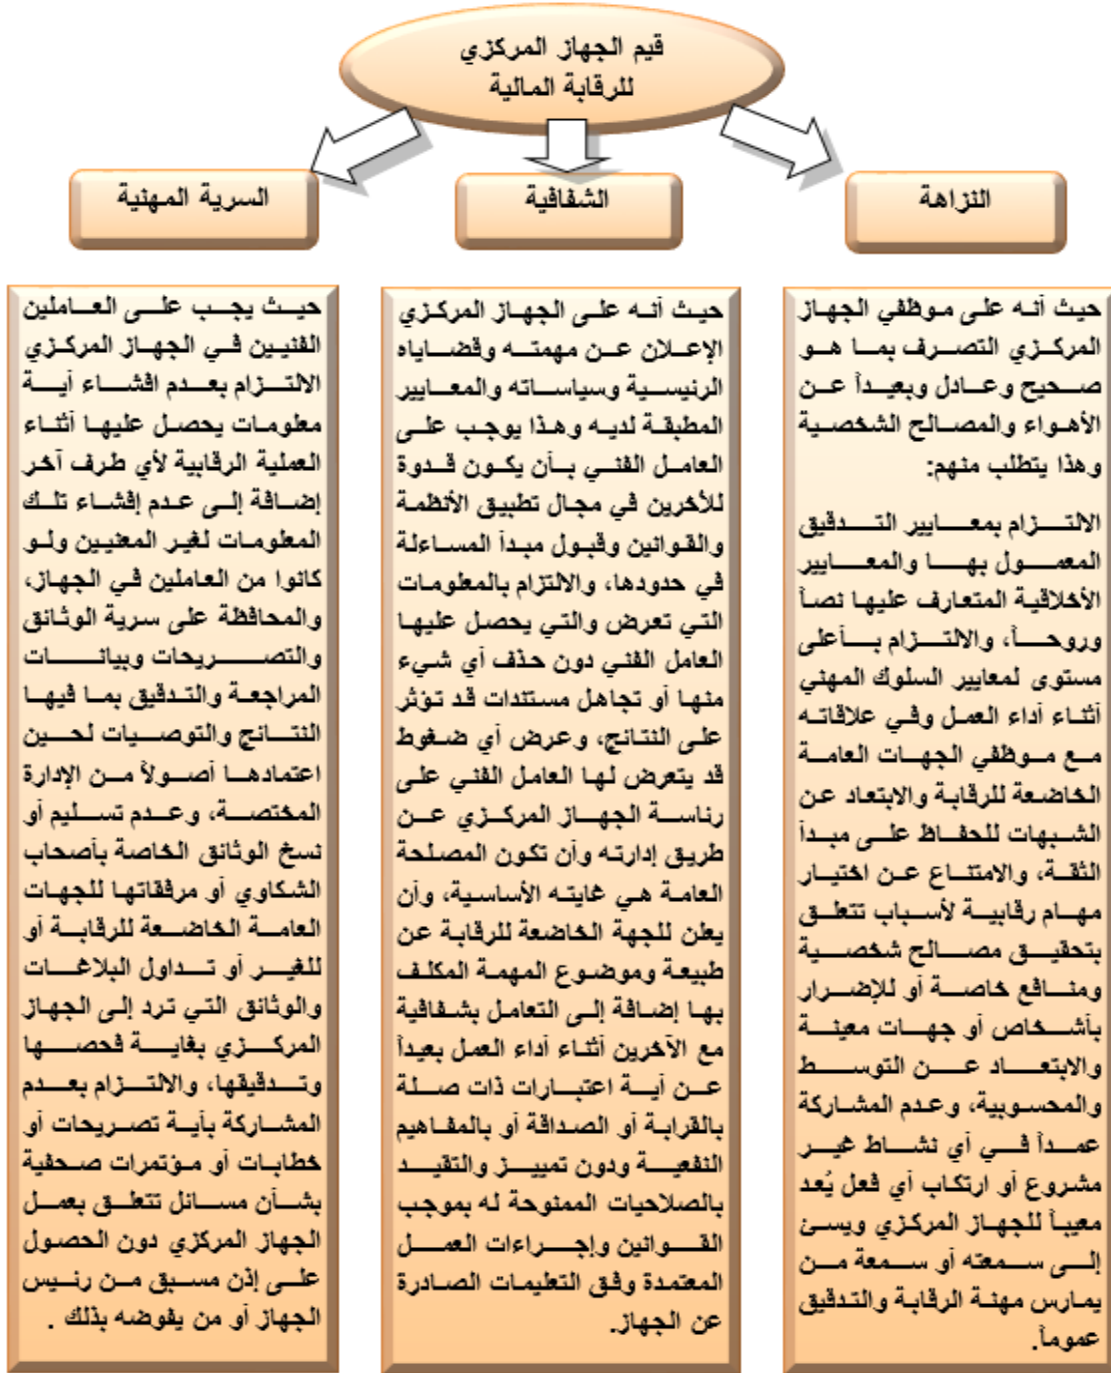 قيم الجهاز المركزي
للرقابة المالية
النزاهة
الشفافية
السرية المهنية
حيث أنه على موظفي الجهاز
المركزي التصرف بما هو
صحيح وعادل وبعيداً عن
الأهواء والمصالح الشخصية
وهذا يتطلب منهم:
الالتزام بمعايير التدقيق
المعمول بها والمعايير
الأخلاقية المتعارف عليها نصاً
وروحاً، والالتزام بأعلى
مستوى لمعايير السلوك المهني
أثناء أداء العمل وفي علاقاته
مع موظفي الجهات العامة
الخاضعة للرقابة والابتعاد عن
الشبهات للحفاظ على مبدأ
الثقة، والامتناع عن اختيار
مهام رقابية لأسباب تتعلق
بتحقيق مصالح شخصية
ومنافع خاصة أو للإضرار
بأشخاص أو جهات معينة
والابتعاد عن التوسط
والمحسوبية، وعدم المشاركة
عمداً في أي نشاط غير
مشروع أو ارتكاب أي فعل يُعد
معيباً للجهاز المركزي ويسئ
إلى سمعته أو سمعة من
يمارس مهنة الرقابة والتدقيق
عموماً.
حيث أنه على الجهاز المركزي
الإعلان عن مهمته وقضاياه
الرئيسية وسياساته والمعايير
المطبقة لديه وهذا يوجب على
العامل الفني بأن يكون قدوة
للأخرين في مجال تطبيق الأنظمة
والقوانين وقبول مبدأ المساءلة
في حدودها، والالتزام بالمعلومات
التي تعرض والتي يحصل عليها
العامل الفني دون حذف أي شيء
منها أو تجاهل مستندات قد تؤثر
على النتائج، وعرض أي ضغوط
قد يتعرض لها العامل الفني على
رئاسة الجهاز المركزي عن
طريق إدارته وأن تكون المصلحة
العامة هي غايته الأساسية، وأن
يعلن للجهة الخاضعة للرقابة عن
طبيعة وموضوع المهمة المكلف
بها إضافة إلى التعامل بشفافية
مع الآخرين أثناء أداء العمل بعيداً
عن أية اعتبارات ذات صلة
بالقرابة أو الصداقة أو بالمفاهيم
النفعية ودون تمييز والتقيد
بالصلاحيات الممنوحة له بموجب
القوانين وإجراءات العمل
المعتمدة وفق التعليمات الصادرة
عن الجهاز.
حيث يجب على العاملين
الفنيين في الجهاز المركزي
الالتزام بعدم افشاء أية
معلومات يحصل عليها أثناء
العملية الرقابية لأي طرف آخر
إضافة إلى عدم إفشاء تلك
المعلومات لغير المعنيين ولو
كانوا من العاملين في الجهاز،
والمحافظة على سرية الوثائق
والتصريحات وبيانات
المراجعة والتدقيق بما فيها
النتائج والتوصيات لحين
اعتمادها أصولاً من الإدارة
المختصة، وعدم تسليم أو
نسخ الوثائق الخاصة بأصحاب
الشكاوي أو مرفقاتها للجهات
العامة الخاضعة للرقابة أو
للغير أو تداول البلاغات
والوثائق التي ترد إلى الجهاز
المركزي بغاية فحصها
وتدقيقها، والالتزام بعدم
المشاركة بأية تصريحات أو
خطابات أو مؤتمرات صحفية
بشأن مسائل تتعلق بعمل
الجهاز المركزي دون الحصول
على إذن مسبق من رئيس
الجهاز أو من يفوضه بذلك .